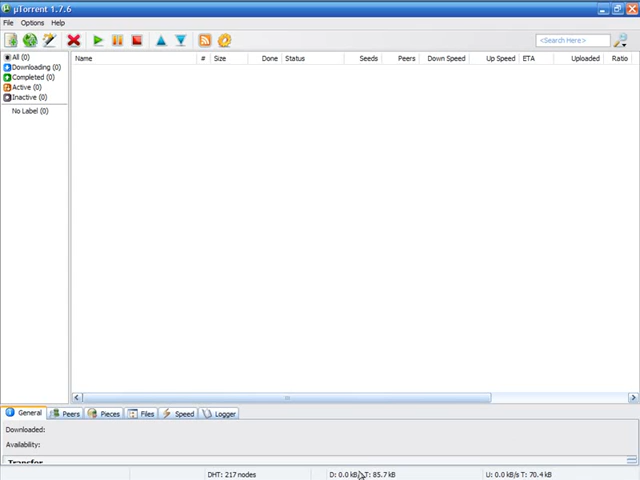 µTorrent 1.7.6
File Options Help
<Search Here>
All (0)
Downloading (0)
Completed (0)
Active (0)
Inactive (0)
No Label (0)
Name # Size Done Status Seeds Peers Down Speed Up Speed ETA Uploaded Ratio
General Peers Pieces Files Speed Logger
Downloaded:
Availability:
Transfer
DHT: 217 nodes D: 0.0 kB/s T: 85.7 kB U: 0.0 kB/s T: 70.4 kB